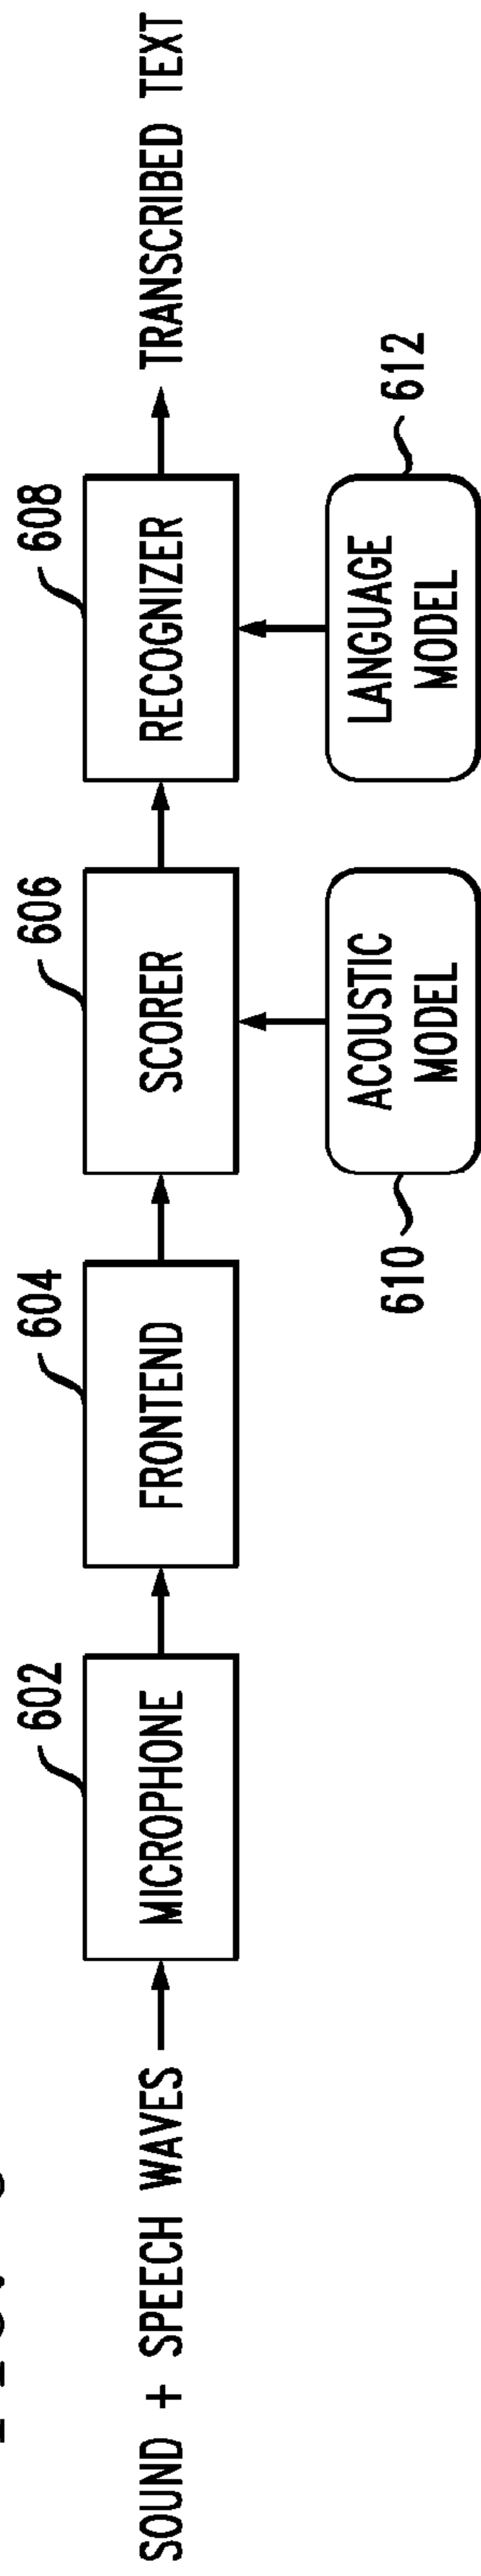 602
604
606
608
SOUND + SPEECH WAVES
MICROPHONE
FRONTEND
SCORER
RECOGNIZER
TRANSCRIBED TEXT
ACOUSTIC
MODEL
LANGUAGE
MODEL
610
612